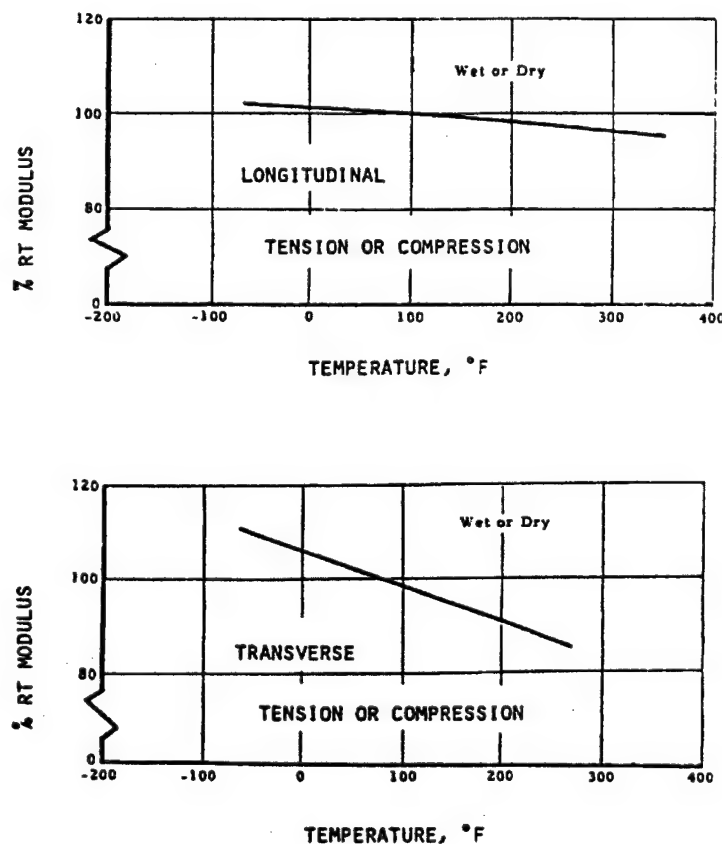 120
Wet or Dry
100
LONGITUDINAL
80
TENSION OR COMPRESSION
0
% RT MODULUS
-200 -100 0 100 200 300 400
TEMPERATURE, °F
120
Wet or Dry
100
TRANSVERSE
80
TENSION OR COMPRESSION
0
% RT MODULUS
-200 -100 0 100 200 300 400
TEMPERATURE, °F